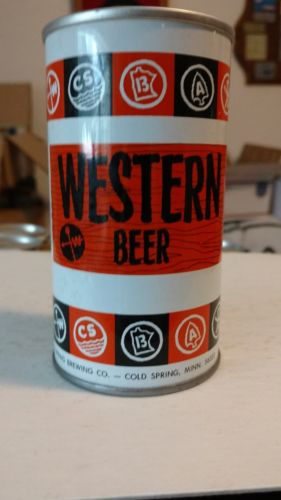 CS B A
WESTERN
BEER
W
CS B A
BREWING CO. — COLD SPRING, MINN.